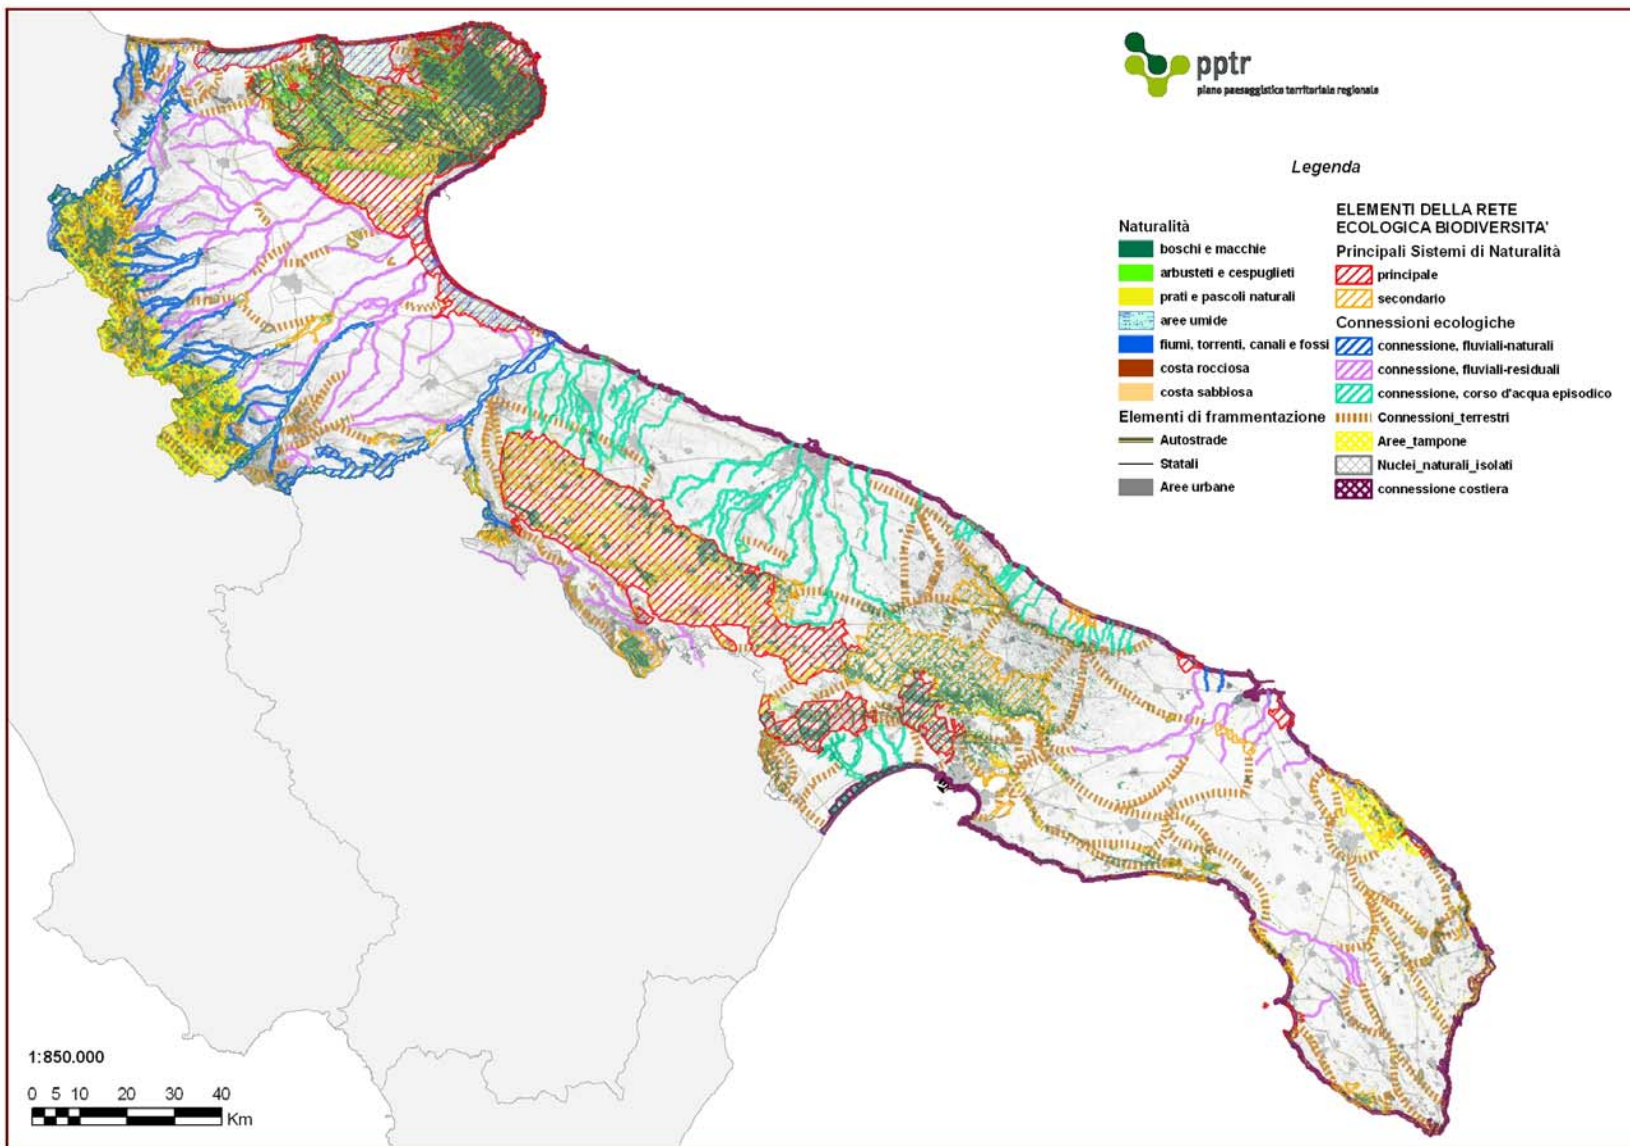 pptr
piano paesaggistico territoriale regionale
Legenda
Naturalità
boschi e macchie
arbusteti e cespuglieti
prati e pascoli naturali
aree umide
fiumi, torrenti, canali e fossi
costa rocciosa
costa sabbiosa
Elementi di frammentazione
Autostrade
Statali
Aree urbane
ELEMENTI DELLA RETE
ECOLOGICA BIODIVERSITA'
Principali Sistemi di Naturalità
principale
secondario
Connessioni ecologiche
connessione, fluviali-naturali
connessione, fluviali-residuali
connessione, corso d'acqua episodico
Connessioni_terrestri
Aree_tampone
Nuclei_naturali_isolati
connessione costiera
1:850.000
0 5 10 20 30 40
Km